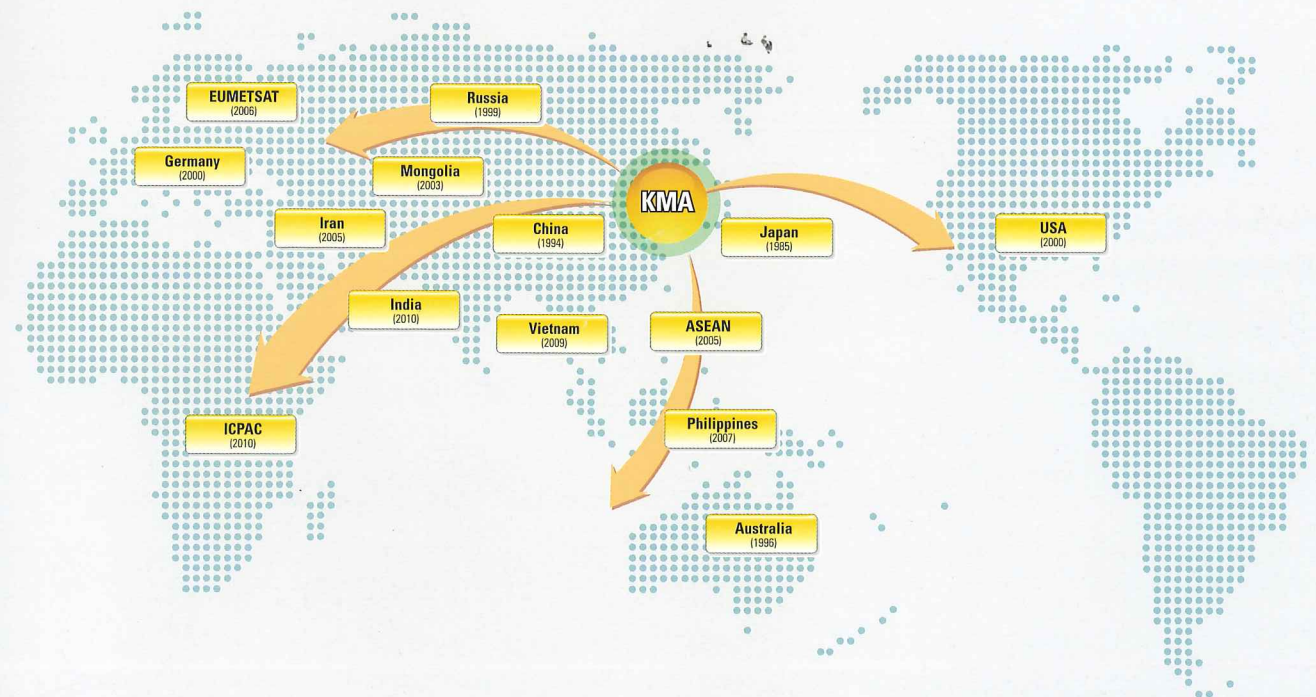 EUMETSAT
(2006)
Russia
(1999)
Germany
(2000)
Mongolia
(2003)
KMA
Iran
(2005)
China
(1994)
Japan
(1985)
USA
(2000)
India
(2010)
Vietnam
(2009)
ASEAN
(2005)
ICPAC
(2010)
Philippines
(2007)
Australia
(1996)